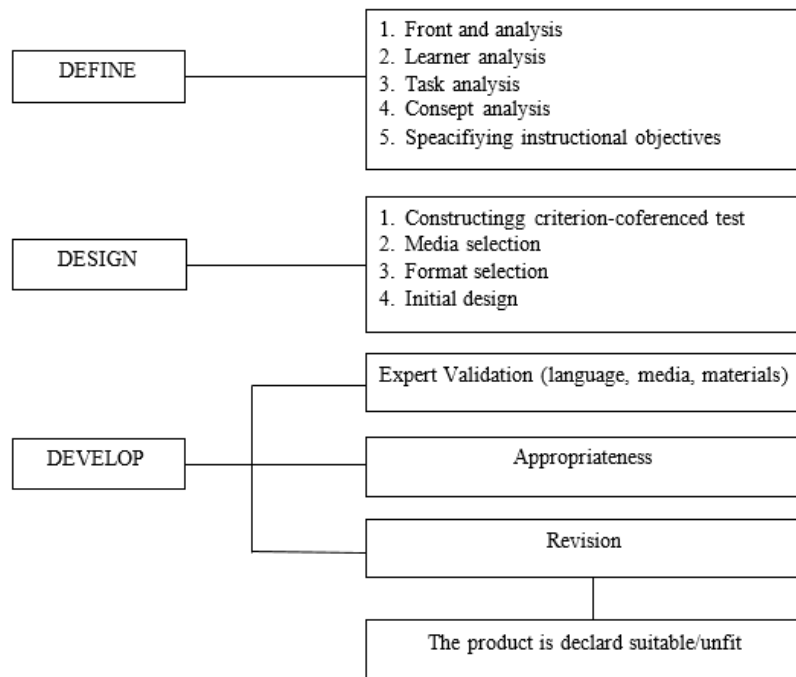 DEFINE
1. Front and analysis
2. Learner analysis
3. Task analysis
4. Consept analysis
5. Speacifiying instructional objectives
DESIGN
1. Constructingg criterion-coferenced test
2. Media selection
3. Format selection
4. Initial design
DEVELOP
Expert Validation (language, media, materials)
Appropriateness
Revision
The product is declard suitable/unfit